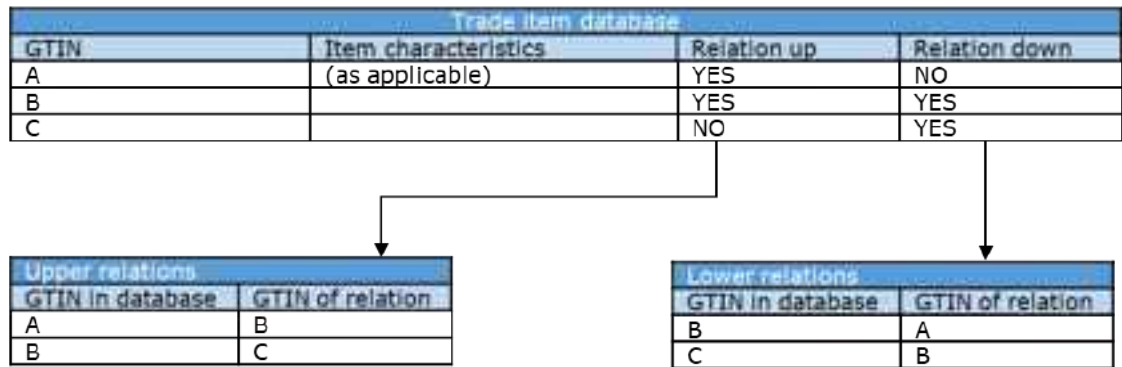 Trade item database
GTIN Item characteristics Relation up Relation down
A (as applicable) YES NO
B YES YES
C NO YES
Upper relations
GTIN in database GTIN of relation
A B
B C
Lower relations
GTIN in database GTIN of relation
B A
C B